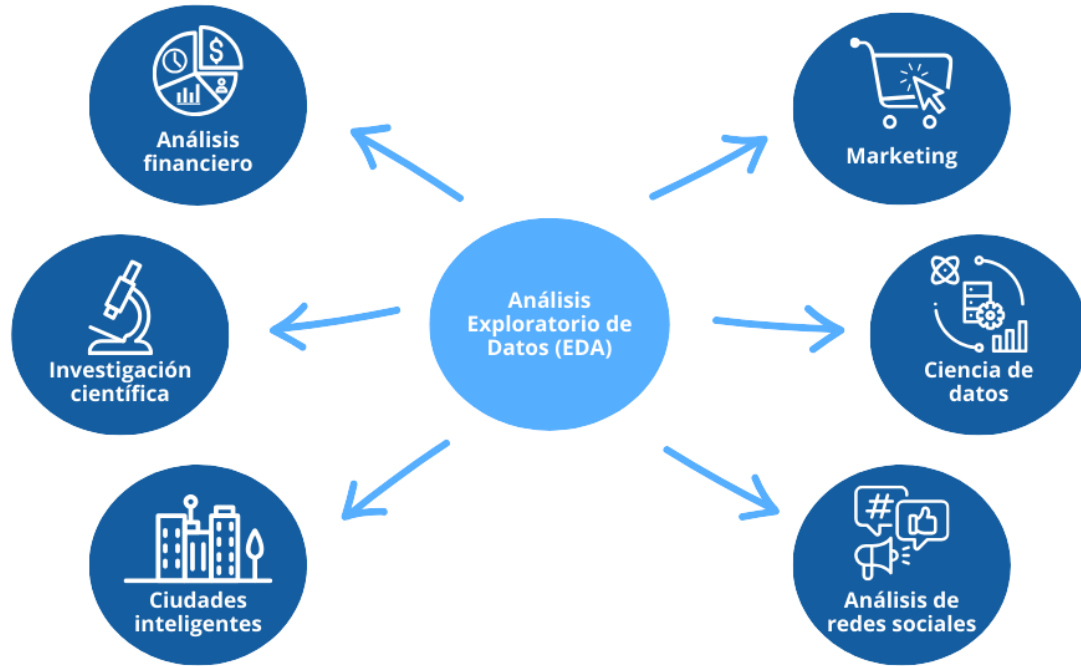 Análisis
financiero
Marketing
Análisis
Exploratorio de
Datos (EDA)
Investigación
científica
Ciencia de
datos
Ciudades
inteligentes
Análisis de
redes sociales